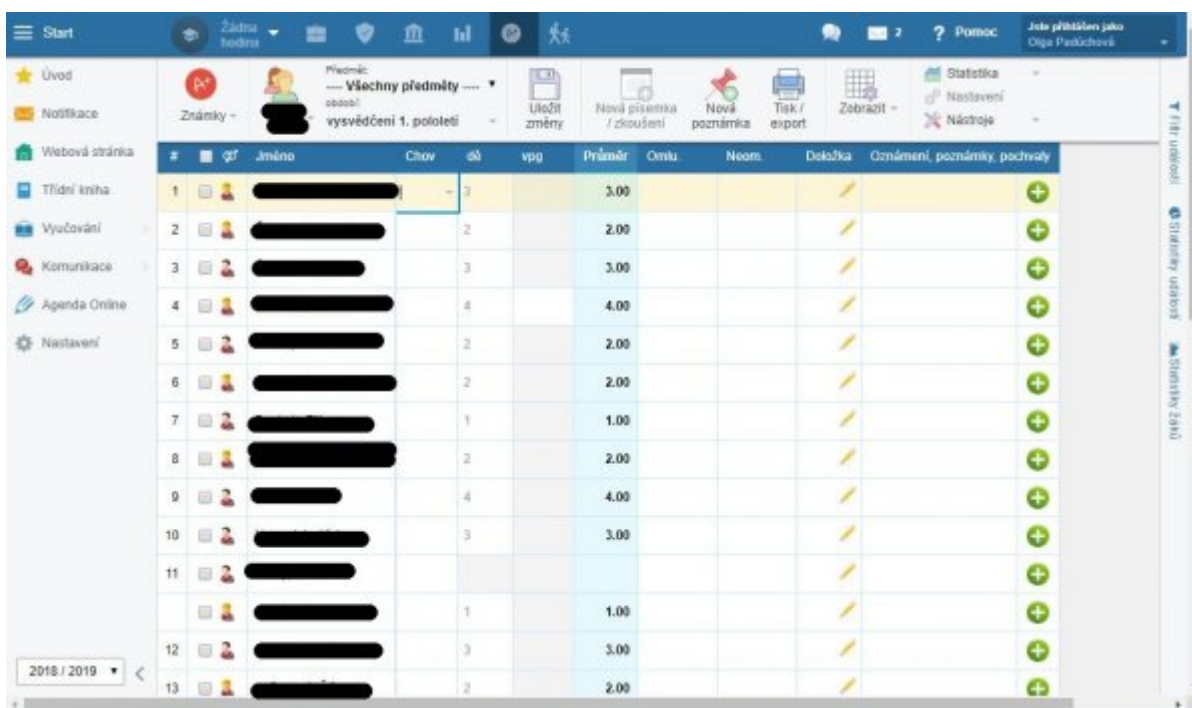 Start
Žádná
hodina
2
? Pomoc
Jste přihlášen jako
Olga Padúchová
Úvod
Notifikace
Webová stránka
Třídní kniha
Vyučování
Komunikace
Agenda Online
Nastavení
2018 / 2019
A+
Známky
Předmět:
---- Všechny předměty ----
období:
vysvědčení 1. pololetí
Uložit
změny
Nová písemka
/ zkoušení
Nová
poznámka
Tisk /
export
Zobrazit
Statistika
Nastavení
Nástroje
# Jméno Chov dě vpg Průměr Omlu. Neom. Doložka Oznámení, poznámky, pochvaly
1 3 3.00
2 2 2.00
3 3 3.00
4 4 4.00
5 2 2.00
6 2 2.00
7 1 1.00
8 2 2.00
9 4 4.00
10 3 3.00
11
1 1.00
12 3 3.00
13 2 2.00
Filtr událostí
Statistiky událostí
Statistiky žáků